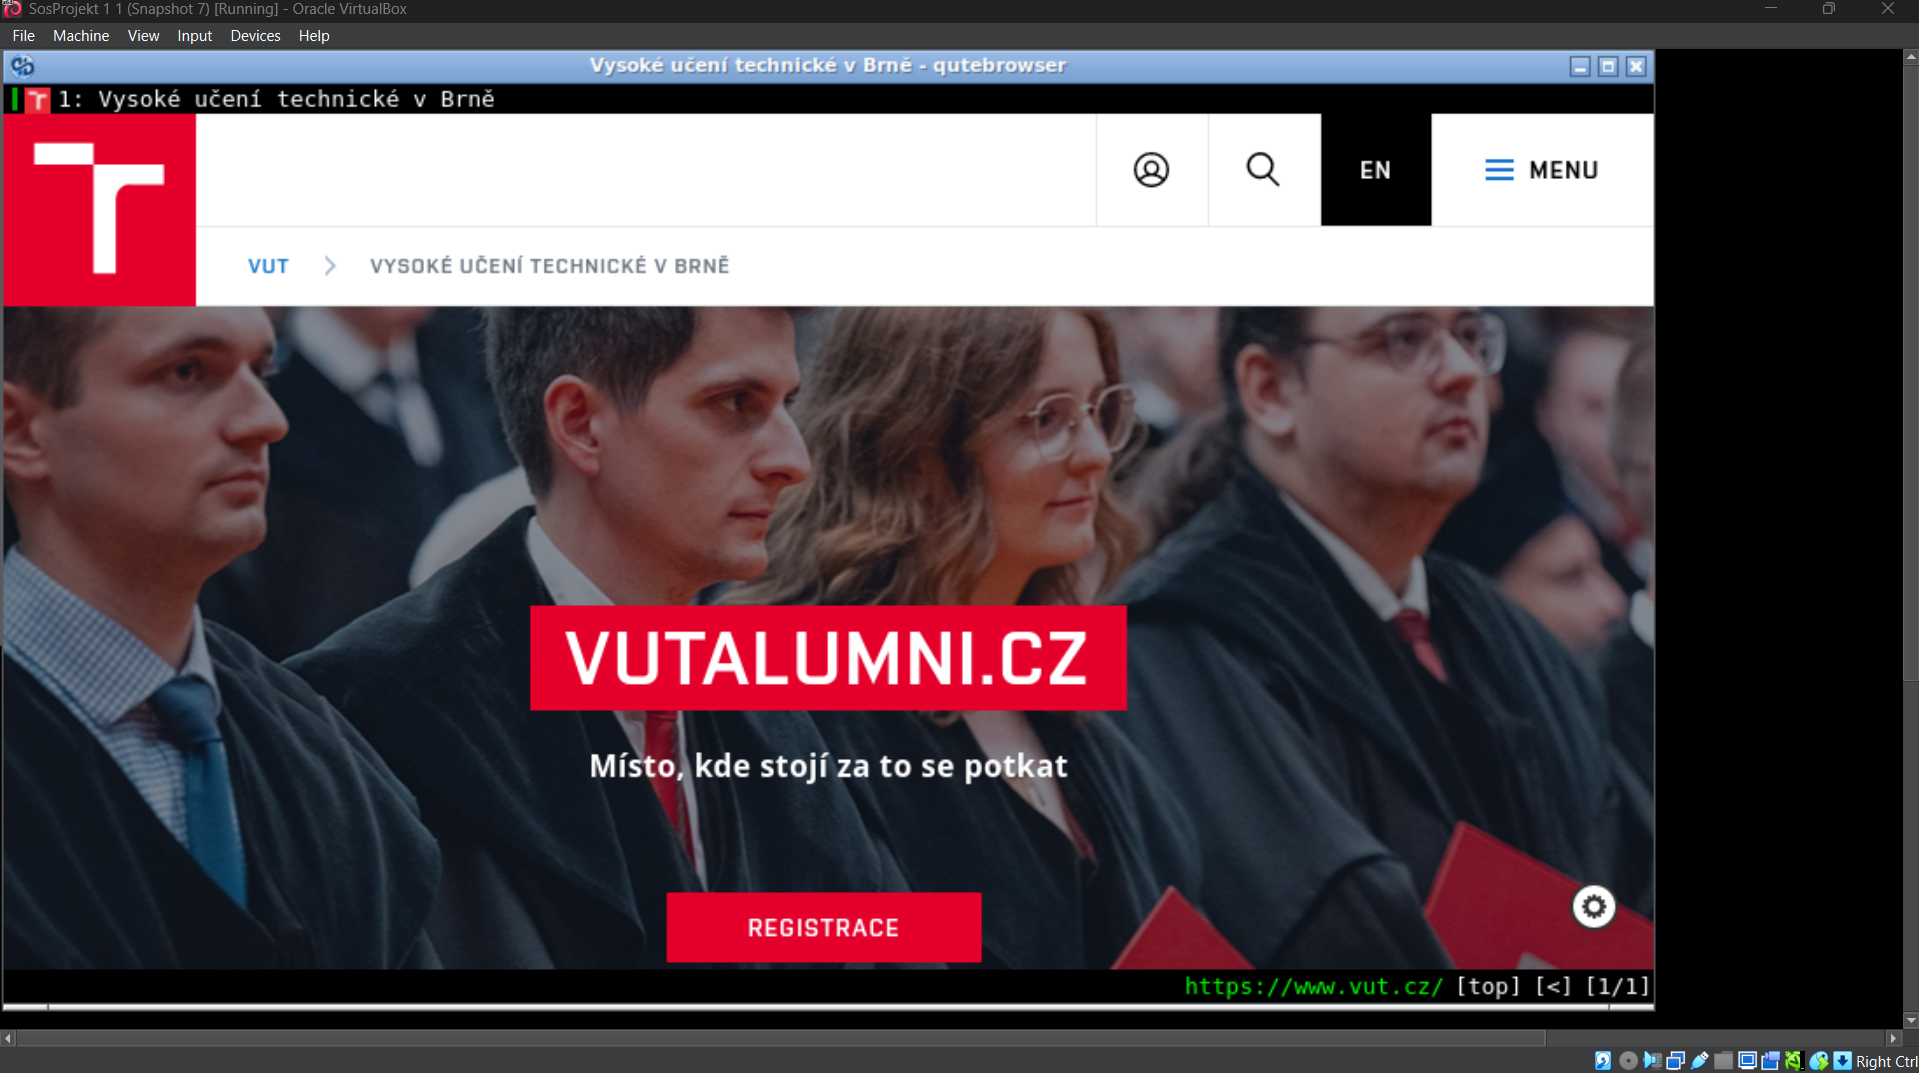 SosProjekt 1 1 (Snapshot 7) [Running] - Oracle VirtualBox
File Machine View Input Devices Help
Vysoké učení technické v Brně - qutebrowser
1: Vysoké učení technické v Brně
EN
MENU
VUT > VYSOKÉ UČENÍ TECHNICKÉ V BRNĚ
VUTALUMNI.CZ
Místo, kde stojí za to se potkat
REGISTRACE
https://www.vut.cz/ [top] [<] [1/1]
Right Ctrl